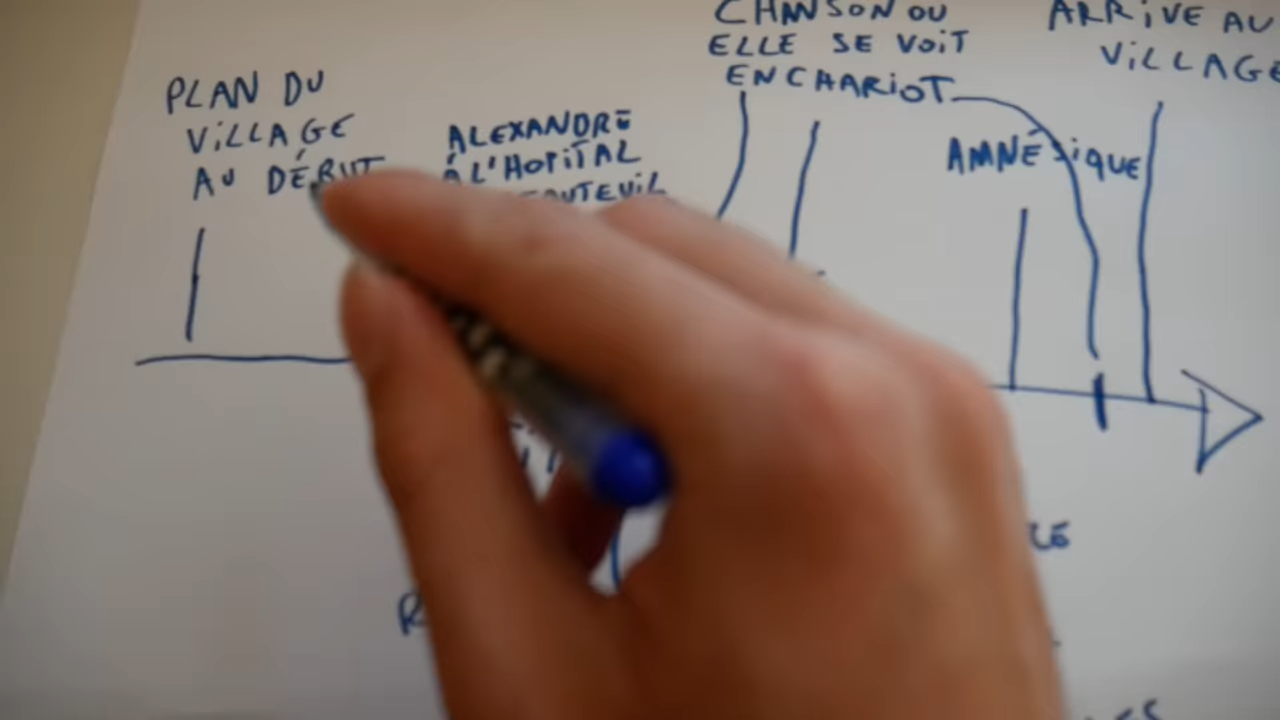 PLAN DU
VILLAGE
AU DÉBUT
ALEXANDRE
À L'HOPITAL
CHANSON OU
ELLE SE VOIT
EN CHARIOT
AMNÉSIQUE
ARRIVE AU
VILLAGE